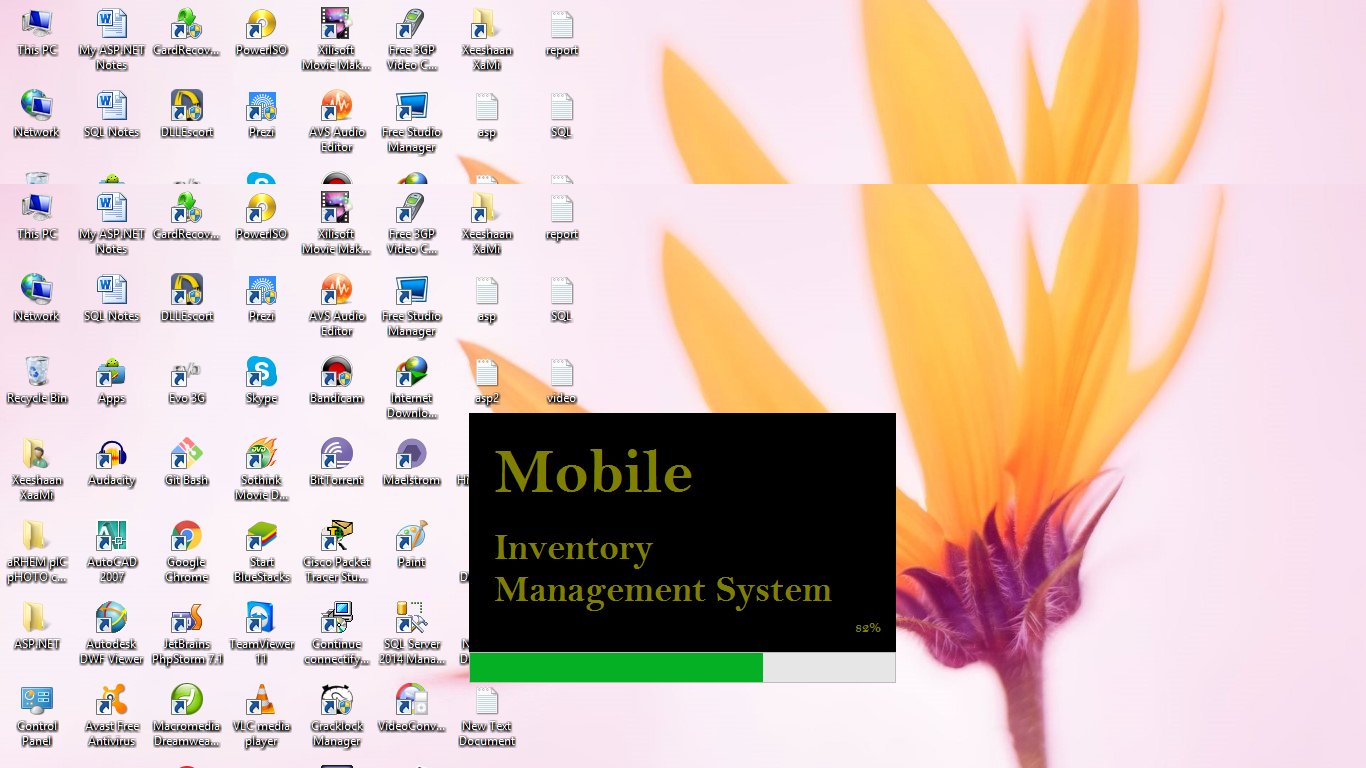 This PC
My ASP.NET Notes
CardRecov...
PowerISO
Xilisoft Movie Mak...
Free 3GP Video C...
Xeeshaan XaMi
report
Network
SQL Notes
DLLEscort
Prezi
AVS Audio Editor
Free Studio Manager
asp
SQL
This PC
My ASP.NET Notes
CardRecov...
PowerISO
Xilisoft Movie Mak...
Free 3GP Video C...
Xeeshaan XaMi
report
Network
SQL Notes
DLLEscort
Prezi
AVS Audio Editor
Free Studio Manager
asp
SQL
Recycle Bin
Apps
Evo 3G
Skype
Bandicam
Internet Downlo...
asp2
video
Xeeshaan XaaMi
Audacity
Git Bash
Sothink Movie D...
BitTorrent
Maelstrom
aRHEM pIC pHOTO c...
AutoCAD 2007
Google Chrome
Start BlueStacks
Cisco Packet Tracer Stu...
Paint
ASP.NET
Autodesk DWF Viewer
JetBrains PhpStorm 7.1
TeamViewer 11
Continue connectify...
SQL Server 2014 Mana...
Control Panel
Avast Free Antivirus
Macromedia Dreamwea...
VLC media player
Cracklock Manager
VideoConv...
New Text Document
Mobile
Inventory
Management System
82%